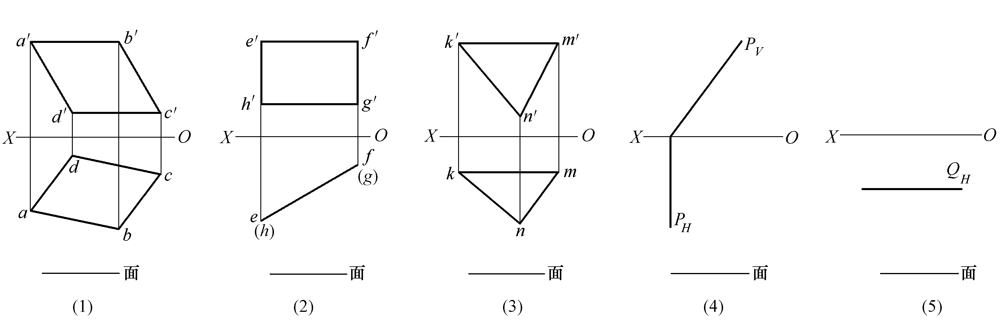 a′ b′ e′ f′ k′ m′ P_V
h′ g′
d′ c′ n′
X O X O X O X O X O
d c f (g) k m Q_H
a b e (h) n P_H
面 面 面 面 面
(1) (2) (3) (4) (5)